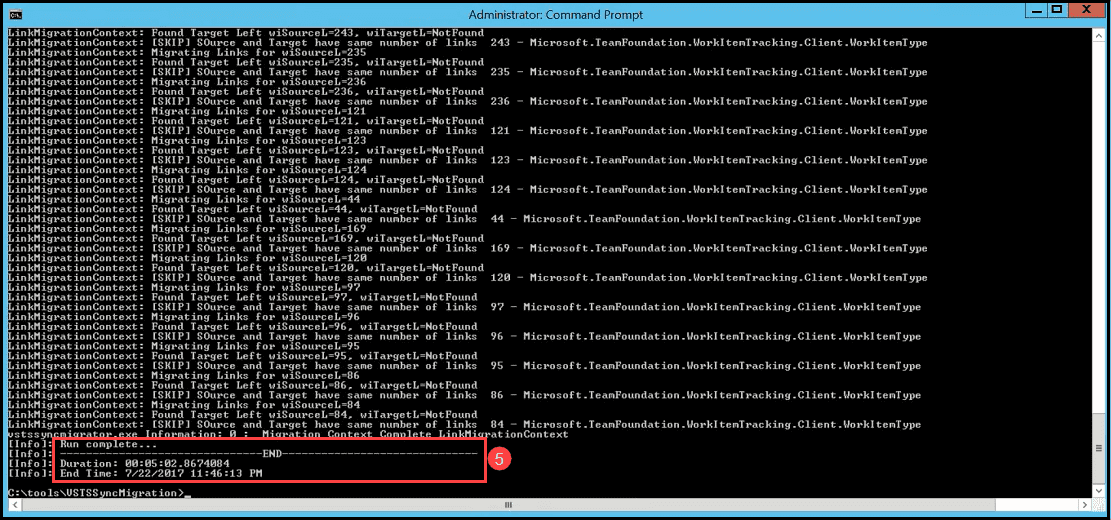 Administrator: Command Prompt
LinkMigrationContext: Found Target Left wiSourceL=243, wiTargetL=NotFound
LinkMigrationContext: [SKIP] SOurce and Target have same number of links  243 - Microsoft.TeamFoundation.WorkItemTracking.Client.WorkItemType
LinkMigrationContext: Migrating Links for wiSourceL=235
LinkMigrationContext: Found Target Left wiSourceL=235, wiTargetL=NotFound
LinkMigrationContext: [SKIP] SOurce and Target have same number of links  235 - Microsoft.TeamFoundation.WorkItemTracking.Client.WorkItemType
LinkMigrationContext: Migrating Links for wiSourceL=236
LinkMigrationContext: Found Target Left wiSourceL=236, wiTargetL=NotFound
LinkMigrationContext: [SKIP] SOurce and Target have same number of links  236 - Microsoft.TeamFoundation.WorkItemTracking.Client.WorkItemType
LinkMigrationContext: Migrating Links for wiSourceL=121
LinkMigrationContext: Found Target Left wiSourceL=121, wiTargetL=NotFound
LinkMigrationContext: [SKIP] SOurce and Target have same number of links  121 - Microsoft.TeamFoundation.WorkItemTracking.Client.WorkItemType
LinkMigrationContext: Migrating Links for wiSourceL=123
LinkMigrationContext: Found Target Left wiSourceL=123, wiTargetL=NotFound
LinkMigrationContext: [SKIP] SOurce and Target have same number of links  123 - Microsoft.TeamFoundation.WorkItemTracking.Client.WorkItemType
LinkMigrationContext: Migrating Links for wiSourceL=124
LinkMigrationContext: Found Target Left wiSourceL=124, wiTargetL=NotFound
LinkMigrationContext: [SKIP] SOurce and Target have same number of links  124 - Microsoft.TeamFoundation.WorkItemTracking.Client.WorkItemType
LinkMigrationContext: Migrating Links for wiSourceL=44
LinkMigrationContext: Found Target Left wiSourceL=44, wiTargetL=NotFound
LinkMigrationContext: [SKIP] SOurce and Target have same number of links  44 - Microsoft.TeamFoundation.WorkItemTracking.Client.WorkItemType
LinkMigrationContext: Migrating Links for wiSourceL=169
LinkMigrationContext: Found Target Left wiSourceL=169, wiTargetL=NotFound
LinkMigrationContext: [SKIP] SOurce and Target have same number of links  169 - Microsoft.TeamFoundation.WorkItemTracking.Client.WorkItemType
LinkMigrationContext: Migrating Links for wiSourceL=120
LinkMigrationContext: Found Target Left wiSourceL=120, wiTargetL=NotFound
LinkMigrationContext: [SKIP] SOurce and Target have same number of links  120 - Microsoft.TeamFoundation.WorkItemTracking.Client.WorkItemType
LinkMigrationContext: Migrating Links for wiSourceL=97
LinkMigrationContext: Found Target Left wiSourceL=97, wiTargetL=NotFound
LinkMigrationContext: [SKIP] SOurce and Target have same number of links  97 - Microsoft.TeamFoundation.WorkItemTracking.Client.WorkItemType
LinkMigrationContext: Migrating Links for wiSourceL=96
LinkMigrationContext: Found Target Left wiSourceL=96, wiTargetL=NotFound
LinkMigrationContext: [SKIP] SOurce and Target have same number of links  96 - Microsoft.TeamFoundation.WorkItemTracking.Client.WorkItemType
LinkMigrationContext: Migrating Links for wiSourceL=95
LinkMigrationContext: Found Target Left wiSourceL=95, wiTargetL=NotFound
LinkMigrationContext: [SKIP] SOurce and Target have same number of links  95 - Microsoft.TeamFoundation.WorkItemTracking.Client.WorkItemType
LinkMigrationContext: Migrating Links for wiSourceL=86
LinkMigrationContext: Found Target Left wiSourceL=86, wiTargetL=NotFound
LinkMigrationContext: [SKIP] SOurce and Target have same number of links  86 - Microsoft.TeamFoundation.WorkItemTracking.Client.WorkItemType
LinkMigrationContext: Migrating Links for wiSourceL=84
LinkMigrationContext: Found Target Left wiSourceL=84, wiTargetL=NotFound
LinkMigrationContext: [SKIP] SOurce and Target have same number of links  84 - Microsoft.TeamFoundation.WorkItemTracking.Client.WorkItemType
vstssyncmigrator.exe Information: 0 :  Migration Context Complete LinkMigrationContext
[Info]: Run complete...
[Info]: -------------------------------END------------------------------
[Info]: Duration: 00:05:02.8674084
[Info]: End Time: 7/22/2017 11:46:13 PM
5
C:\tools\VSTSSyncMigration>_